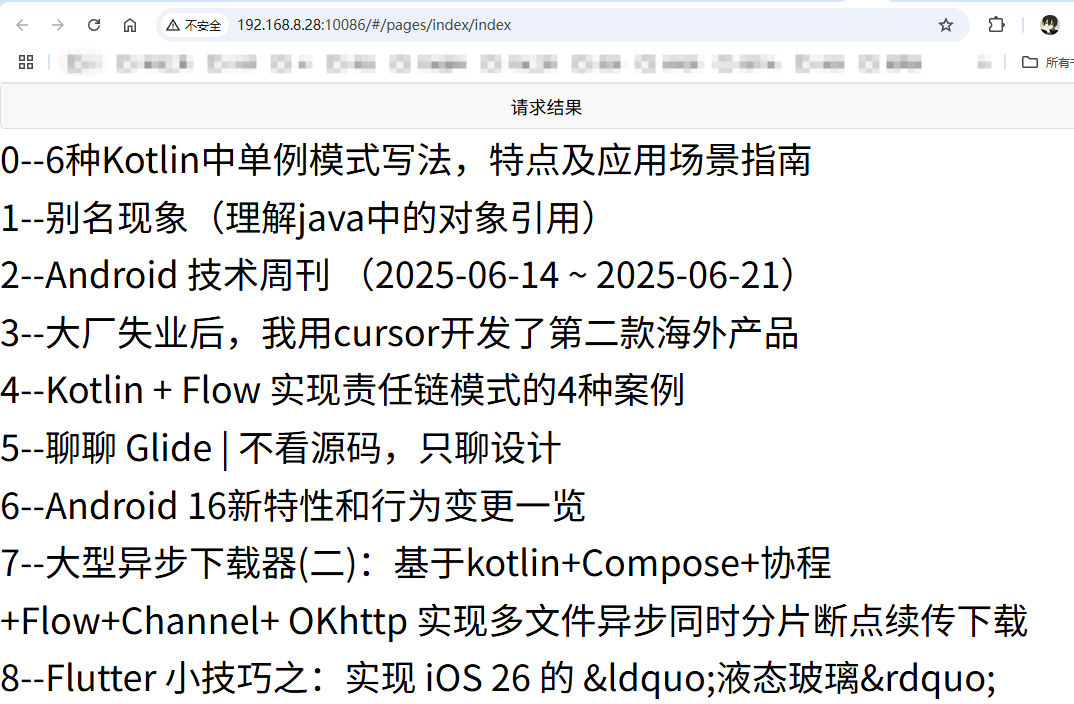 不安全 192.168.8.28:10086/#/pages/index/index
所有
请求结果
0--6种Kotlin中单例模式写法，特点及应用场景指南
1--别名现象（理解java中的对象引用）
2--Android 技术周刊 （2025-06-14 ~ 2025-06-21）
3--大厂失业后，我用cursor开发了第二款海外产品
4--Kotlin + Flow 实现责任链模式的4种案例
5--聊聊 Glide | 不看源码，只聊设计
6--Android 16新特性和行为变更一览
7--大型异步下载器(二)：基于kotlin+Compose+协程
+Flow+Channel+ OKhttp 实现多文件异步同时分片断点续传下载
8--Flutter 小技巧之：实现 iOS 26 的 &ldquo;液态玻璃&rdquo;